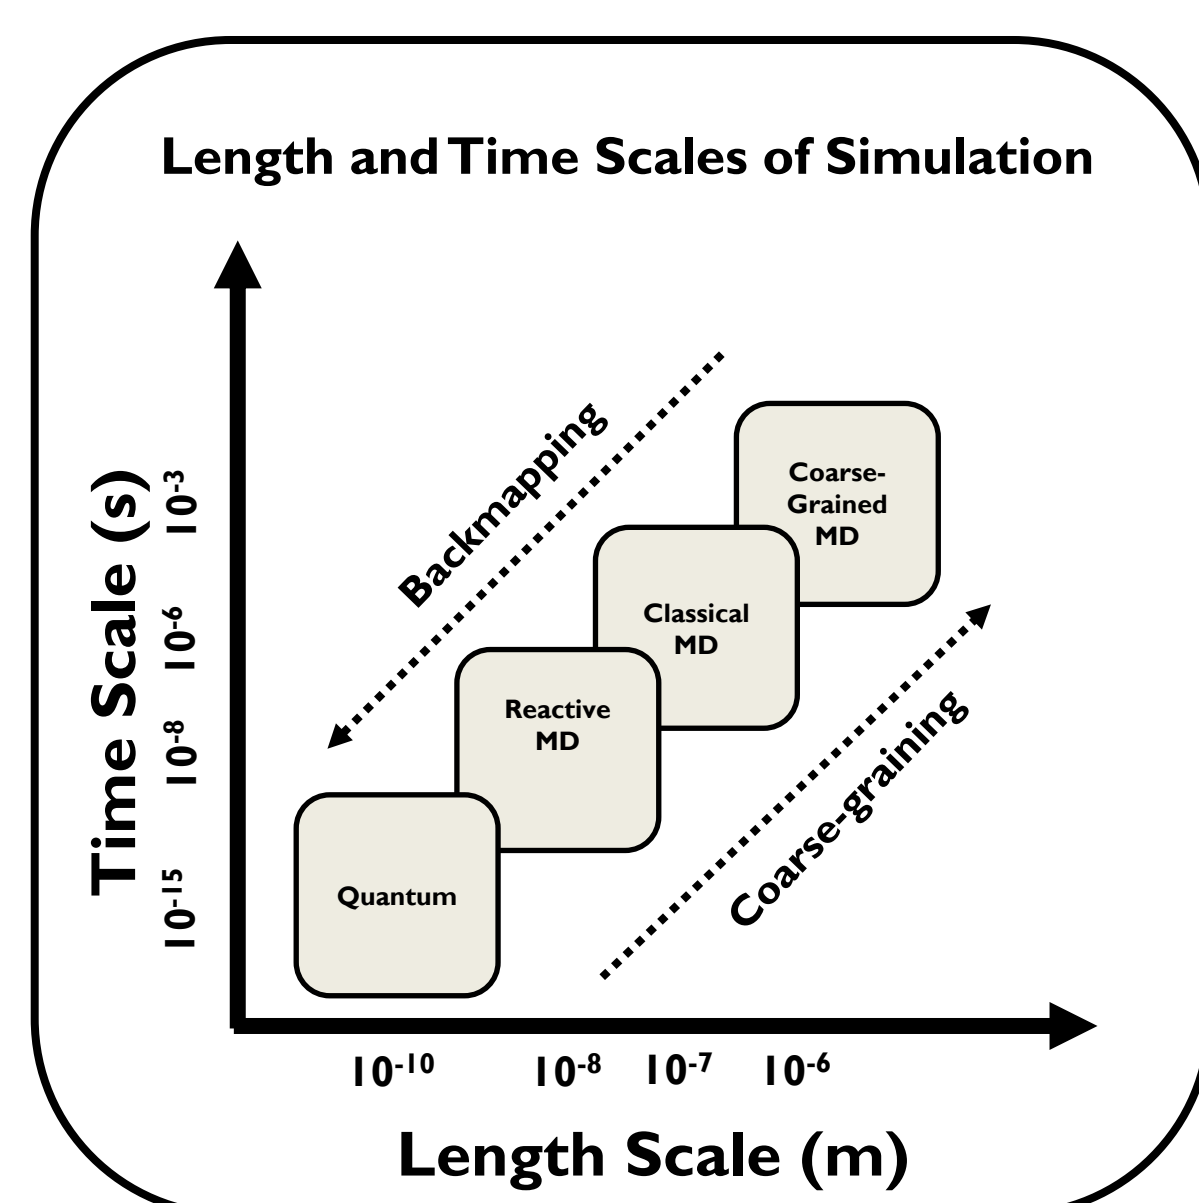 Length and Time Scales of Simulation
Time Scale (s)
10⁻³
10⁻⁶
10⁻⁸
10⁻¹⁵
Backmapping
Coarse-
Grained
MD
Classical
MD
Reactive
MD
Quantum
Coarse-graining
10⁻¹⁰ 10⁻⁸ 10⁻⁷ 10⁻⁶
Length Scale (m)